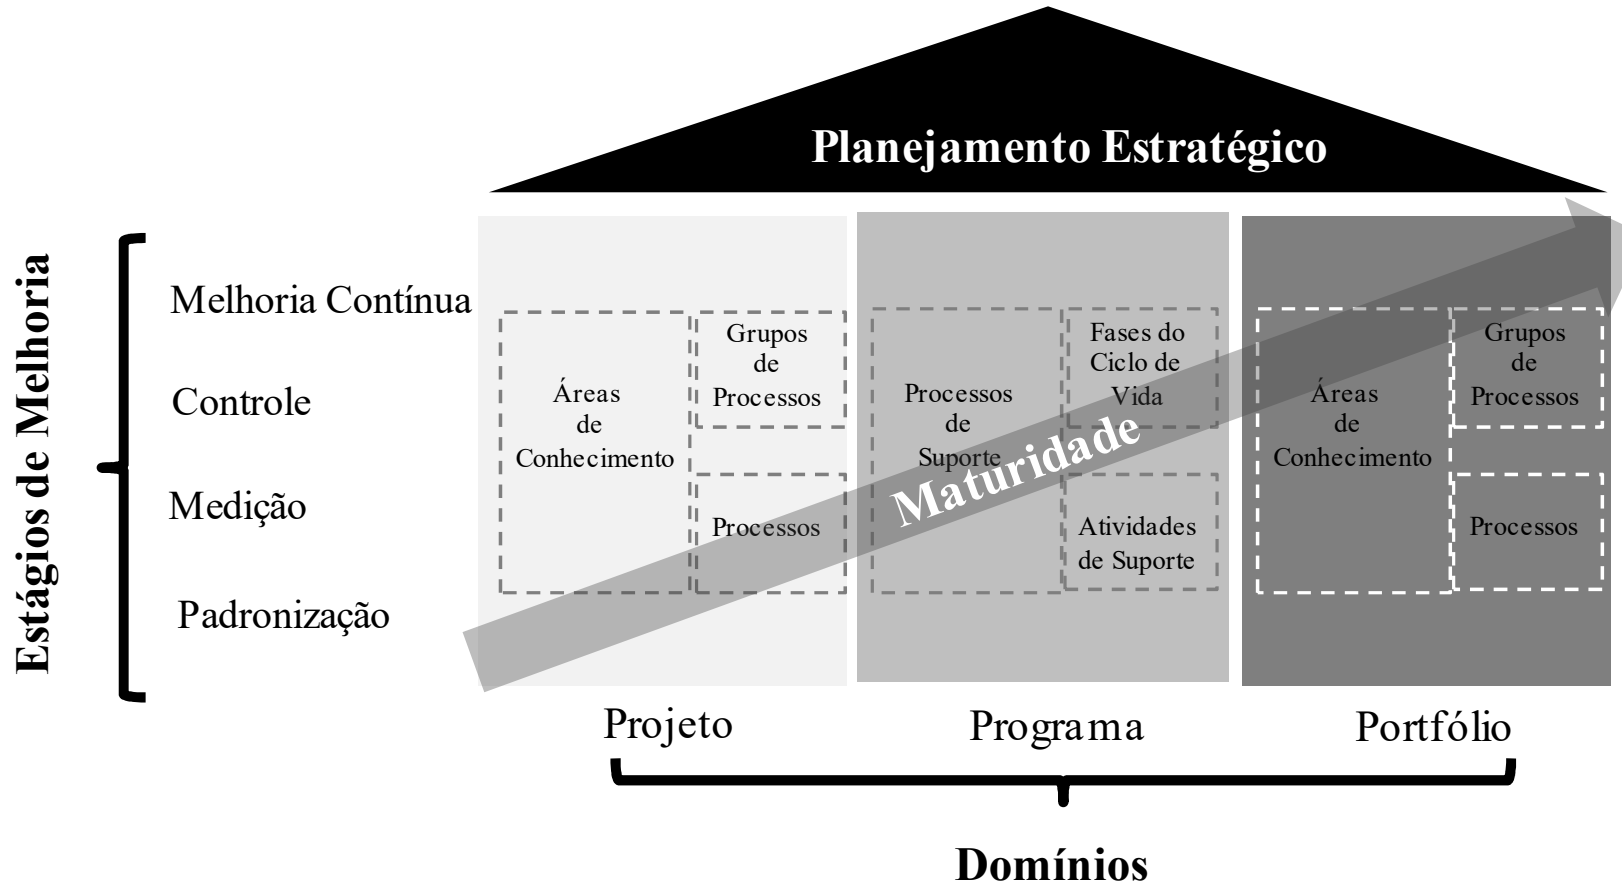 Planejamento Estratégico
Estágios de Melhoria
Melhoria Contínua
Controle
Medição
Padronização
Áreas
de
Conhecimento
Grupos
de
Processos
Processos
Processos
de
Suporte
Fases do
Ciclo de
Vida
Atividades
de Suporte
Áreas
de
Conhecimento
Grupos
de
Processos
Processos
Maturidade
Projeto
Programa
Portfólio
Domínios